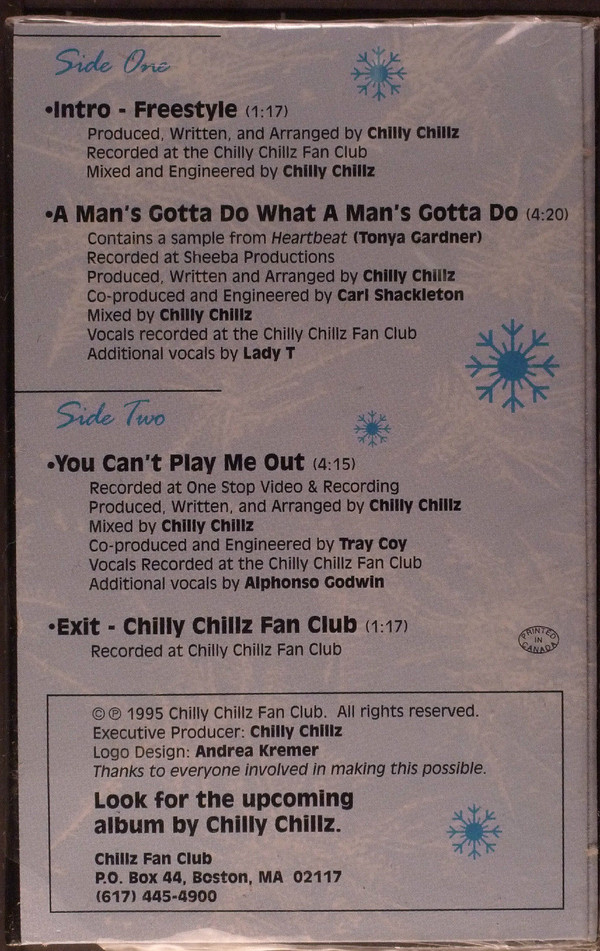 Side One
•Intro - Freestyle (1:17)
Produced, Written, and Arranged by Chilly Chillz
Recorded at the Chilly Chillz Fan Club
Mixed and Engineered by Chilly Chillz
•A Man's Gotta Do What A Man's Gotta Do (4:20)
Contains a sample from Heartbeat (Tonya Gardner)
Recorded at Sheeba Productions
Produced, Written and Arranged by Chilly Chillz
Co-produced and Engineered by Carl Shackleton
Mixed by Chilly Chillz
Vocals recorded at the Chilly Chillz Fan Club
Additional vocals by Lady T
Side Two
•You Can't Play Me Out (4:15)
Recorded at One Stop Video & Recording
Produced, Written, and Arranged by Chilly Chillz
Mixed by Chilly Chillz
Co-produced and Engineered by Tray Coy
Vocals Recorded at the Chilly Chillz Fan Club
Additional vocals by Alphonso Godwin
•Exit - Chilly Chillz Fan Club (1:17)
Recorded at Chilly Chillz Fan Club
PRINTED
IN
CANADA
©℗ 1995 Chilly Chillz Fan Club. All rights reserved.
Executive Producer: Chilly Chillz
Logo Design: Andrea Kremer
Thanks to everyone involved in making this possible.
Look for the upcoming
album by Chilly Chillz.
Chillz Fan Club
P.O. Box 44, Boston, MA 02117
(617) 445-4900